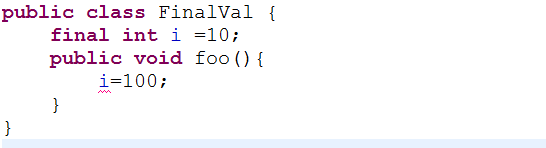 public class FinalVal {
    final int i =10;
    public void foo(){
        i=100;
    }
}